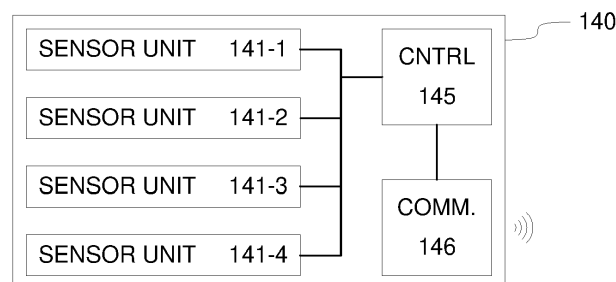 140
SENSOR UNIT 141-1
CNTRL
145
SENSOR UNIT 141-2
SENSOR UNIT 141-3
COMM.
146
SENSOR UNIT 141-4